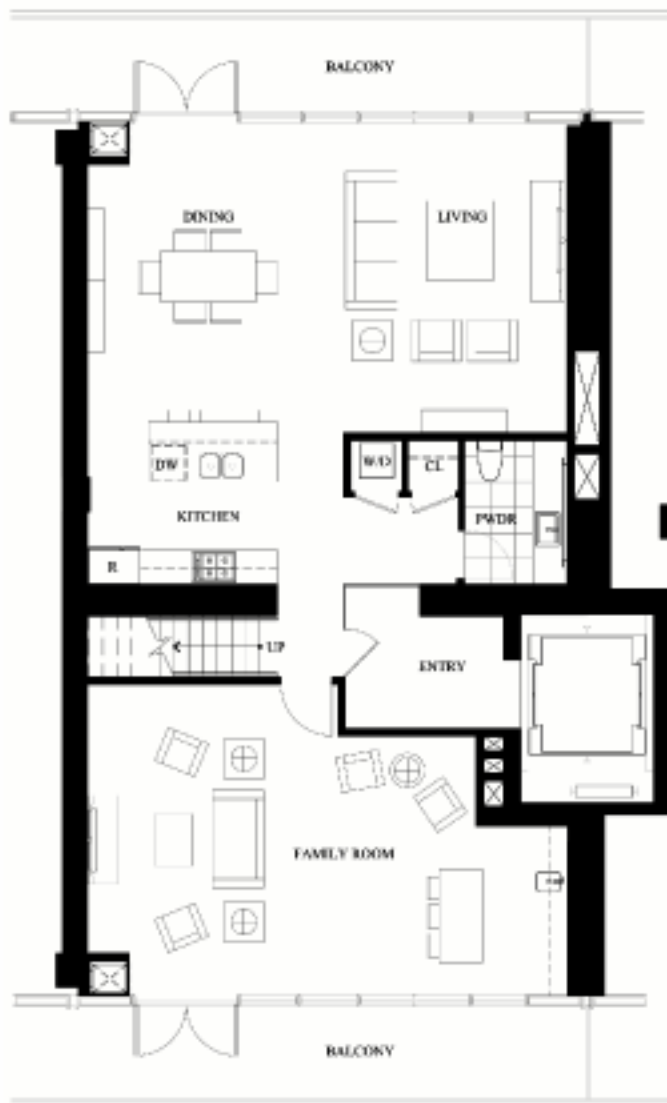 BALCONY
DINING
LIVING
DW
W/D
CL
KITCHEN
PWDR
R
UP
ENTRY
FAMILY ROOM
BALCONY